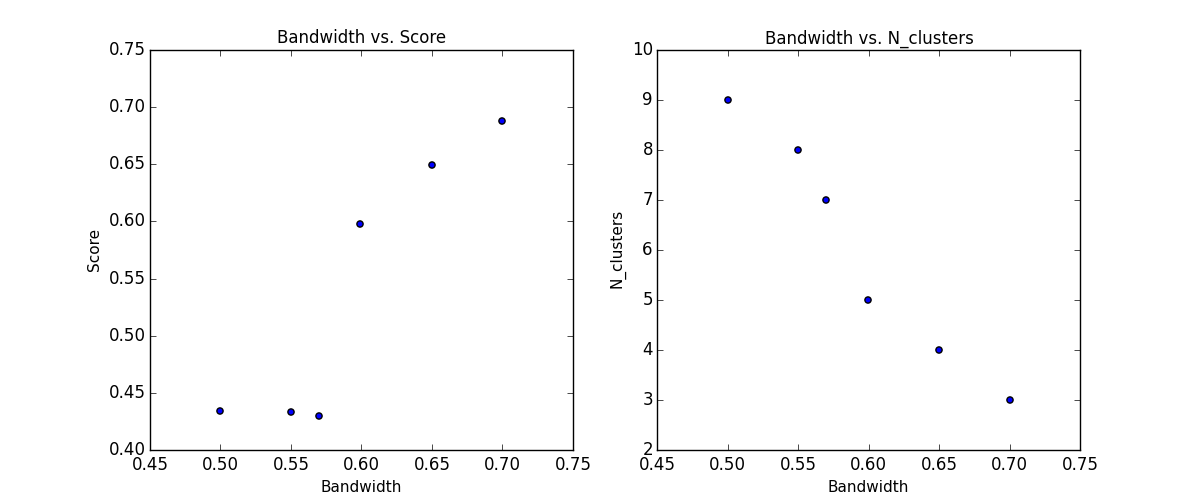 Bandwidth vs. Score
0.75
0.70
0.65
0.60
0.55
0.50
0.45
0.40
Score
0.45 0.50 0.55 0.60 0.65 0.70 0.75
Bandwidth
Bandwidth vs. N_clusters
10
9
8
7
6
5
4
3
2
N_clusters
0.45 0.50 0.55 0.60 0.65 0.70 0.75
Bandwidth